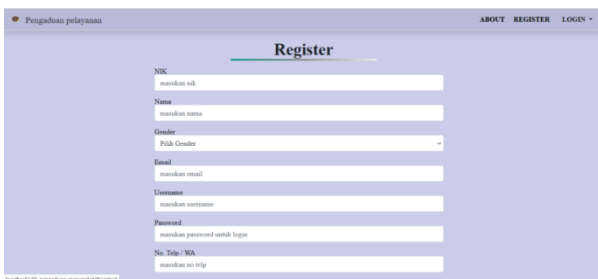 Pengaduan pelayanan ABOUT REGISTER LOGIN
Register
NIK
masukan nik
Nama
masukan nama
Gender
Pilih Gender
Email
masukan email
Username
masukan username
Password
masukan password untuk login
No. Telp / WA
masukan no telp